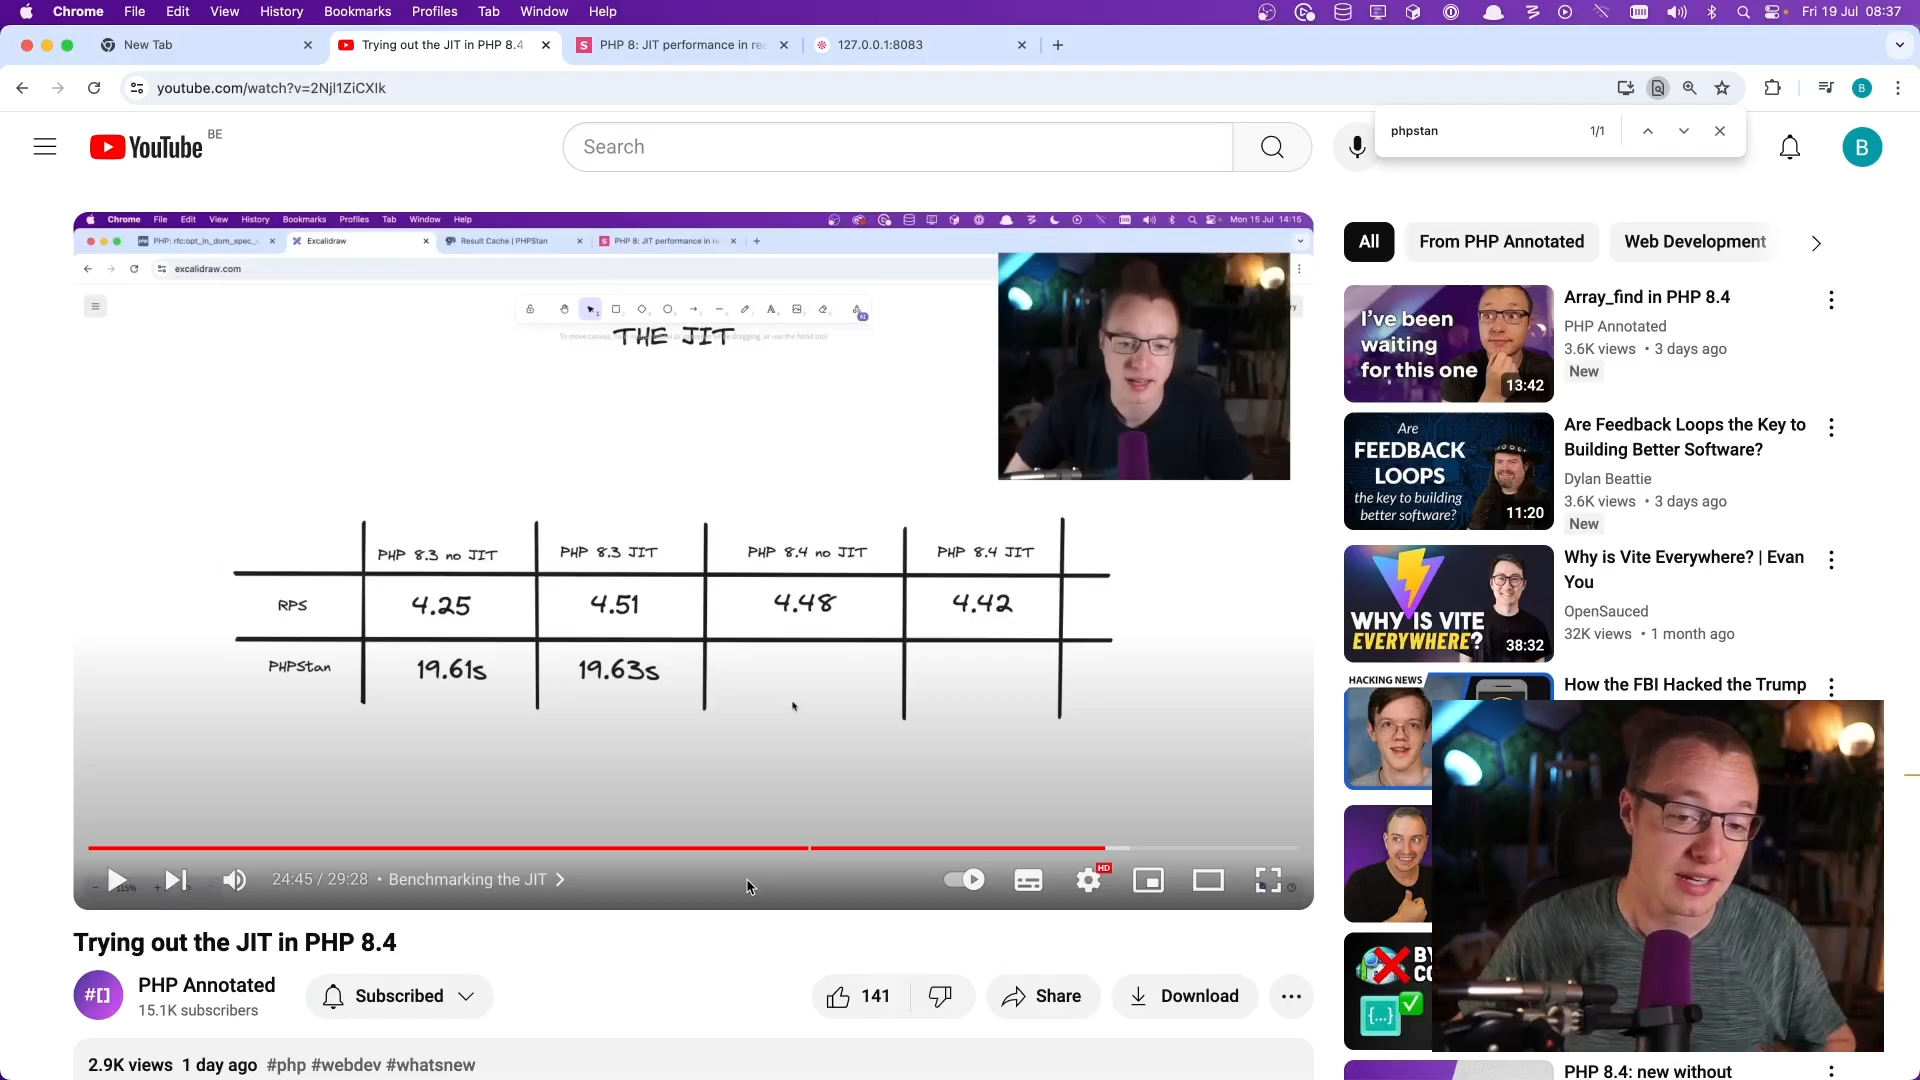 Chrome File Edit View History Bookmarks Profiles Tab Window Help Fri 19 Jul 08:37
New Tab
Trying out the JIT in PHP 8.4
PHP 8: JIT performance in rea
127.0.0.1:8083
youtube.com/watch?v=2Njl1ZiCXIk
B
phpstan 1/1
YouTube BE
Search
B
Chrome File Edit View History Bookmarks Profiles Tab Window Help Mon 15 Jul 14:15
PHP: rfc:opt_in_dom_spec_
Excalidraw
Result Cache | PHPStan
PHP 8: JIT performance in re
excalidraw.com
THE JIT
PHP 8.3 no JIT PHP 8.3 JIT PHP 8.4 no JIT PHP 8.4 JIT
RPS 4.25 4.51 4.48 4.42
PHPStan 19.61s 19.63s
115%
24:45 / 29:28 • Benchmarking the JIT
HD
Trying out the JIT in PHP 8.4
#[]
PHP Annotated
15.1K subscribers
Subscribed
141
Share
Download
2.9K views 1 day ago #php #webdev #whatsnew
All From PHP Annotated Web Development
I've been
waiting
for this one
13:42
Array_find in PHP 8.4
PHP Annotated
3.6K views • 3 days ago
New
Are
FEEDBACK
LOOPS
the key to building
better software?
11:20
Are Feedback Loops the Key to
Building Better Software?
Dylan Beattie
3.6K views • 3 days ago
New
WHY IS VITE
EVERYWHERE?
38:32
Why is Vite Everywhere? | Evan
You
OpenSauced
32K views • 1 month ago
HACKING NEWS
How the FBI Hacked the Trump
BY
CO
{...}
PHP 8.4: new without